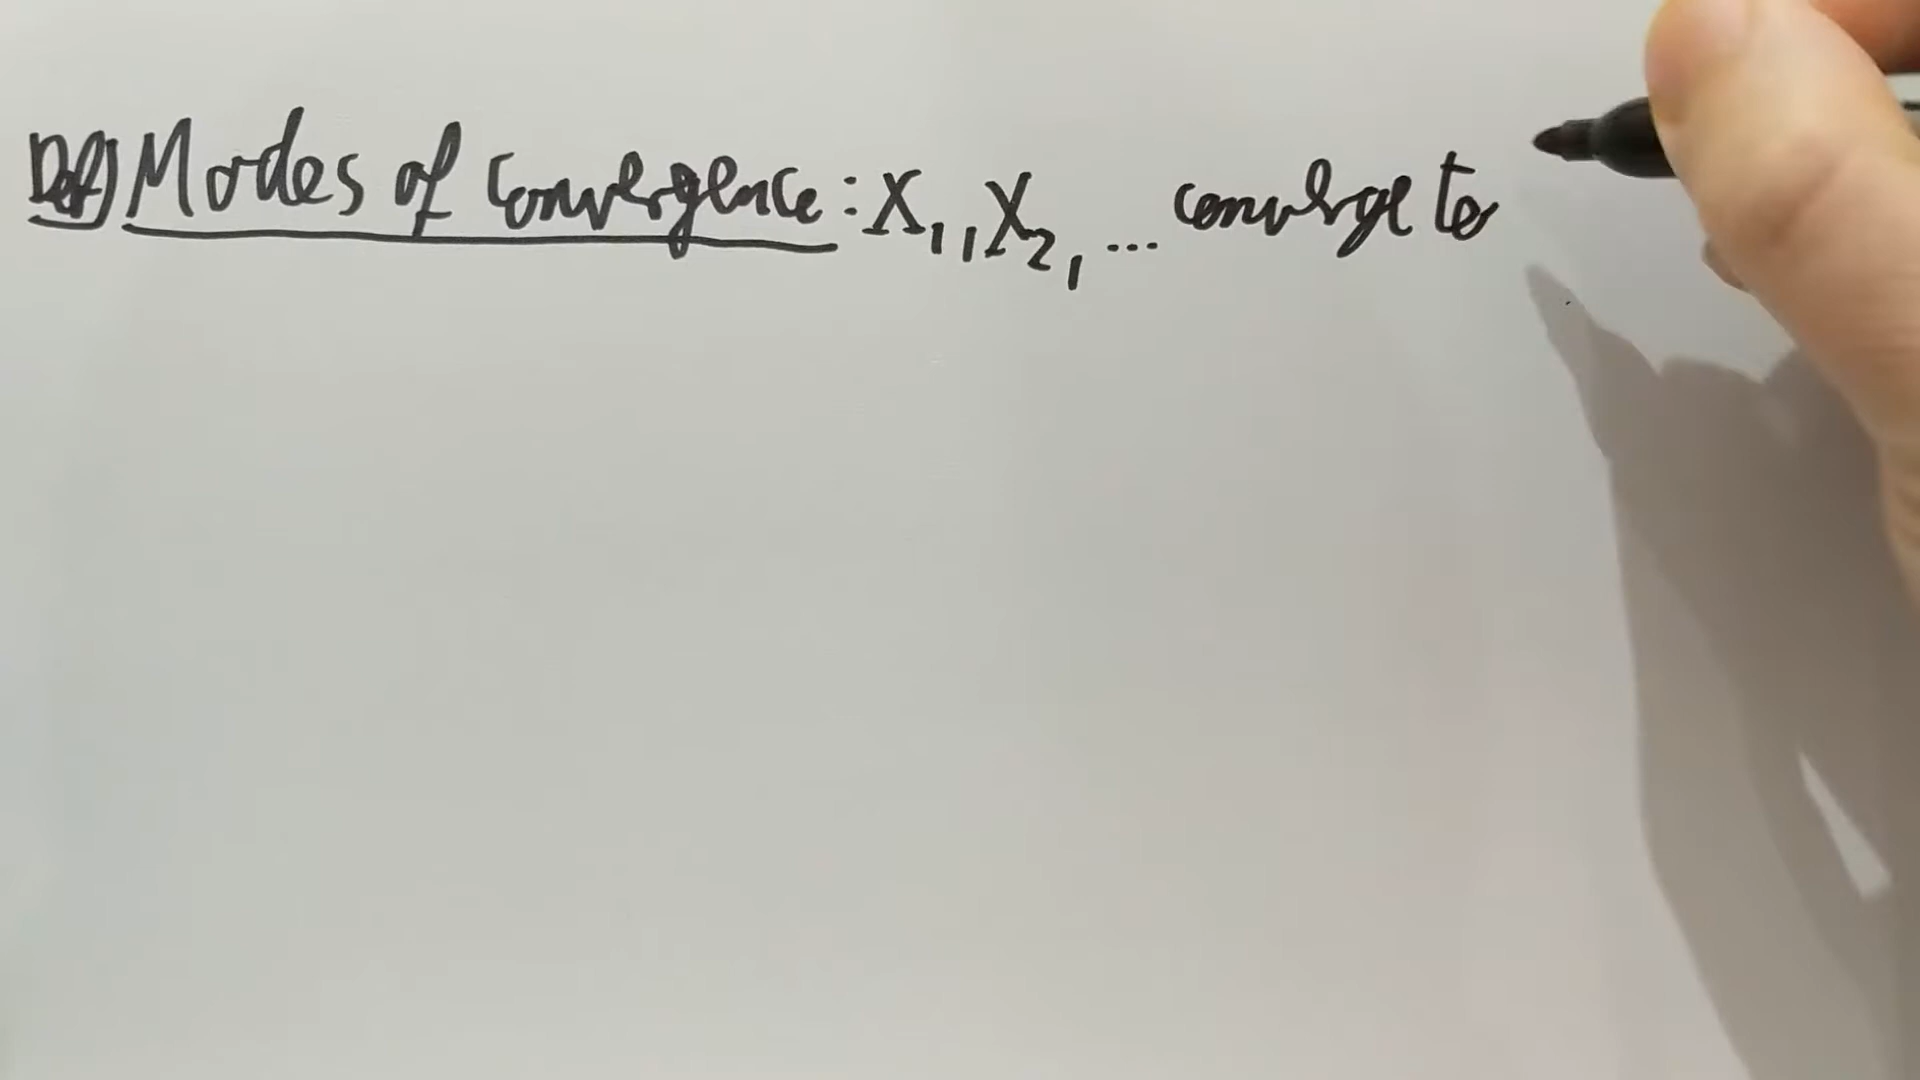 Def) Modes of Convergence: X₁, X₂, ... converge to